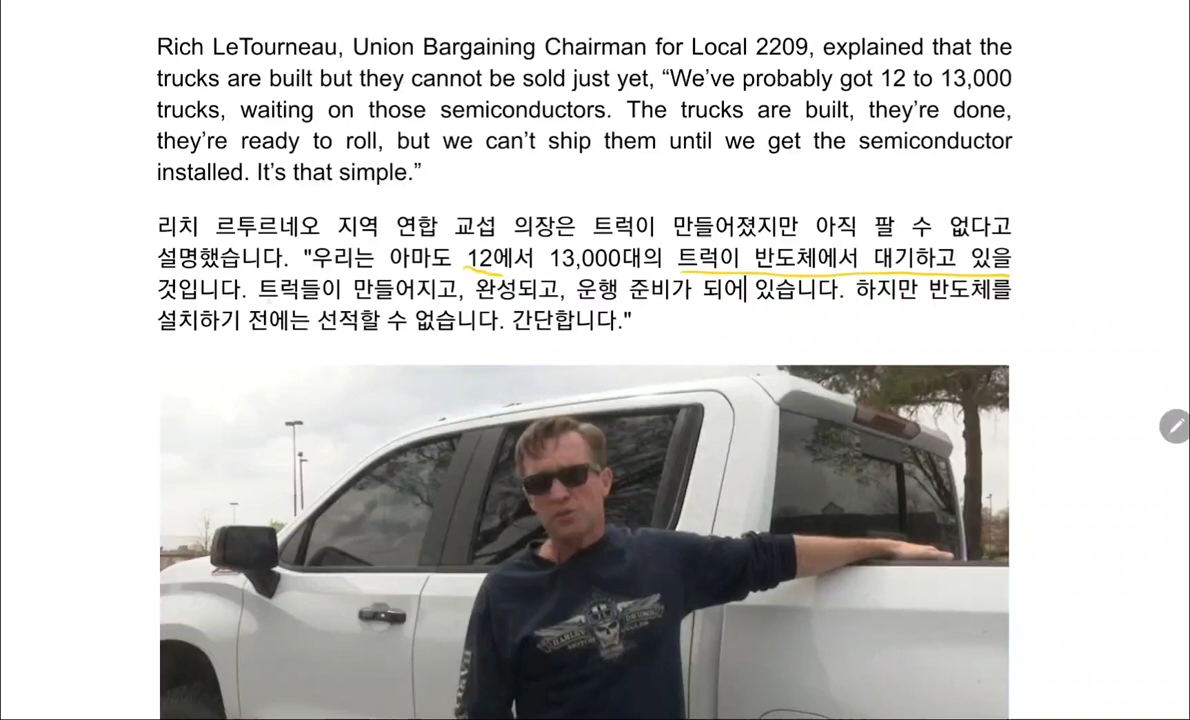 Rich LeTourneau, Union Bargaining Chairman for Local 2209, explained that the
trucks are built but they cannot be sold just yet, “We’ve probably got 12 to 13,000
trucks, waiting on those semiconductors. The trucks are built, they’re done,
they’re ready to roll, but we can’t ship them until we get the semiconductor
installed. It’s that simple.”
리치 르투르네오 지역 연합 교섭 의장은 트럭이 만들어졌지만 아직 팔 수 없다고
설명했습니다. "우리는 아마도 12에서 13,000대의 트럭이 반도체에서 대기하고 있을
것입니다. 트럭들이 만들어지고, 완성되고, 운행 준비가 되어 있습니다. 하지만 반도체를
설치하기 전에는 선적할 수 없습니다. 간단합니다."
HARLEY DAVIDSON